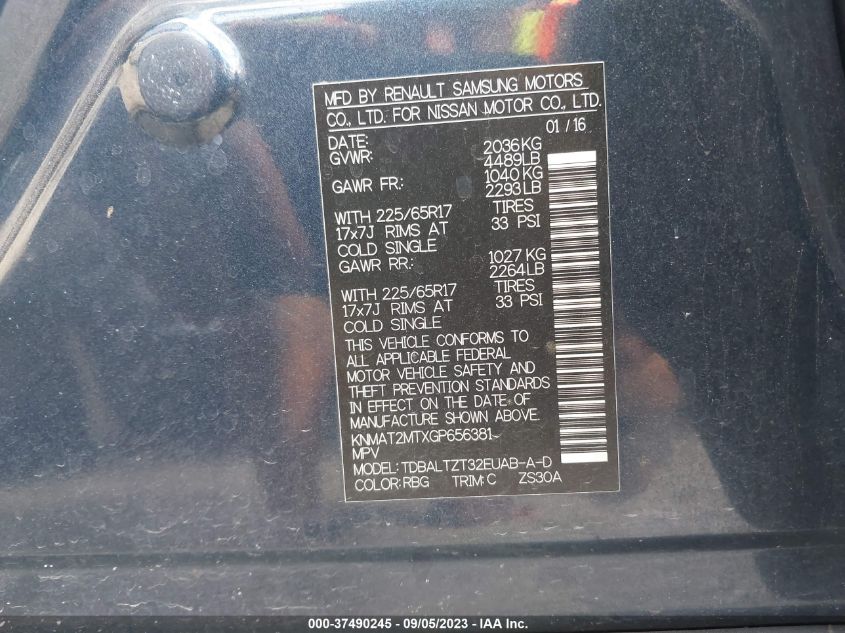 MFD BY RENAULT SAMSUNG MOTORS
CO., LTD. FOR NISSAN MOTOR CO., LTD.
DATE: 01 / 16
GVWR: 2036KG
4489LB
GAWR FR: 1040 KG
2293LB
WITH 225/65R17 TIRES
17x7J RIMS AT 33 PSI
COLD SINGLE
GAWR RR: 1027 KG
2264LB
WITH 225/65R17 TIRES
17x7J RIMS AT 33 PSI
COLD SINGLE
THIS VEHICLE CONFORMS TO
ALL APPLICABLE FEDERAL
MOTOR VEHICLE SAFETY AND
THEFT PREVENTION STANDARDS
IN EFFECT ON THE DATE OF
MANUFACTURE SHOWN ABOVE.
KNMAT2MTXGP656381
MPV
MODEL: TDBALTZT32EUAB-A-D
COLOR: RBG TRIM: C ZS30A
000-37490245 - 09/05/2023 - IAA Inc.